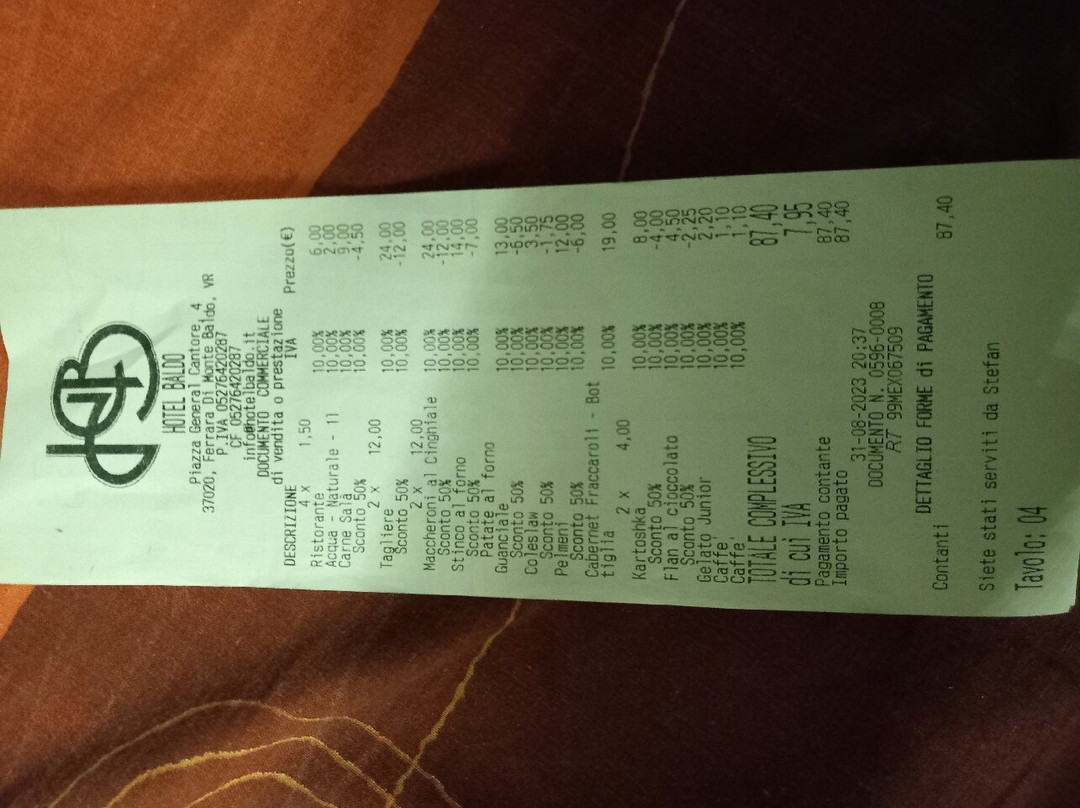 HOTEL BALDO
Piazza General Cantore, 4
37020, Ferrara Di Monte Baldo, VR
P.IVA 05276420287
CF 05276420287
info@hotelbaldo.it
DOCUMENTO COMMERCIALE
di vendita o prestazione
DESCRIZIONE IVA Prezzo(€)
4 x 1,50
Ristorante 10,00% 6,00
Acqua - Naturale - 1l 10,00% 2,00
Carne Salà 10,00% 9,00
Sconto 50% 10,00% -4,50
2 x 12,00
Tagliere 10,00% 24,00
Sconto 50% 10,00% -12,00
2 x 12,00
Maccheroni al Cinghiale 10,00% 24,00
Sconto 50% 10,00% -12,00
Stinco al forno 10,00% 14,00
Sconto 50% 10,00% -7,00
Patate al forno
Guanciale 10,00% 13,00
Sconto 50% 10,00% -6,50
Coleslaw 10,00% 3,50
Sconto 50% 10,00% -1,75
Pelmeni 10,00% 12,00
Sconto 50% 10,00% -6,00
Cabernet Fraccaroli - Bot
tiglia 10,00% 19,00
2 x 4,00
Kartoshka 10,00% 8,00
Sconto 50% 10,00% -4,00
Flan al cioccolato 10,00% 4,50
Sconto 50% 10,00% -2,25
Gelato Junior 10,00% 2,20
Caffe' 10,00% 1,10
Caffe' 10,00% 1,10
TOTALE COMPLESSIVO 87,40
di cui IVA 7,95
Pagamento contante 87,40
Importo pagato 87,40
31-08-2023 20:37
DOCUMENTO N. 0596-0008
RT 99MEX067509
DETTAGLIO FORME di PAGAMENTO
Contanti 87,40
Siete stati serviti da Stefan
Tavolo: 04